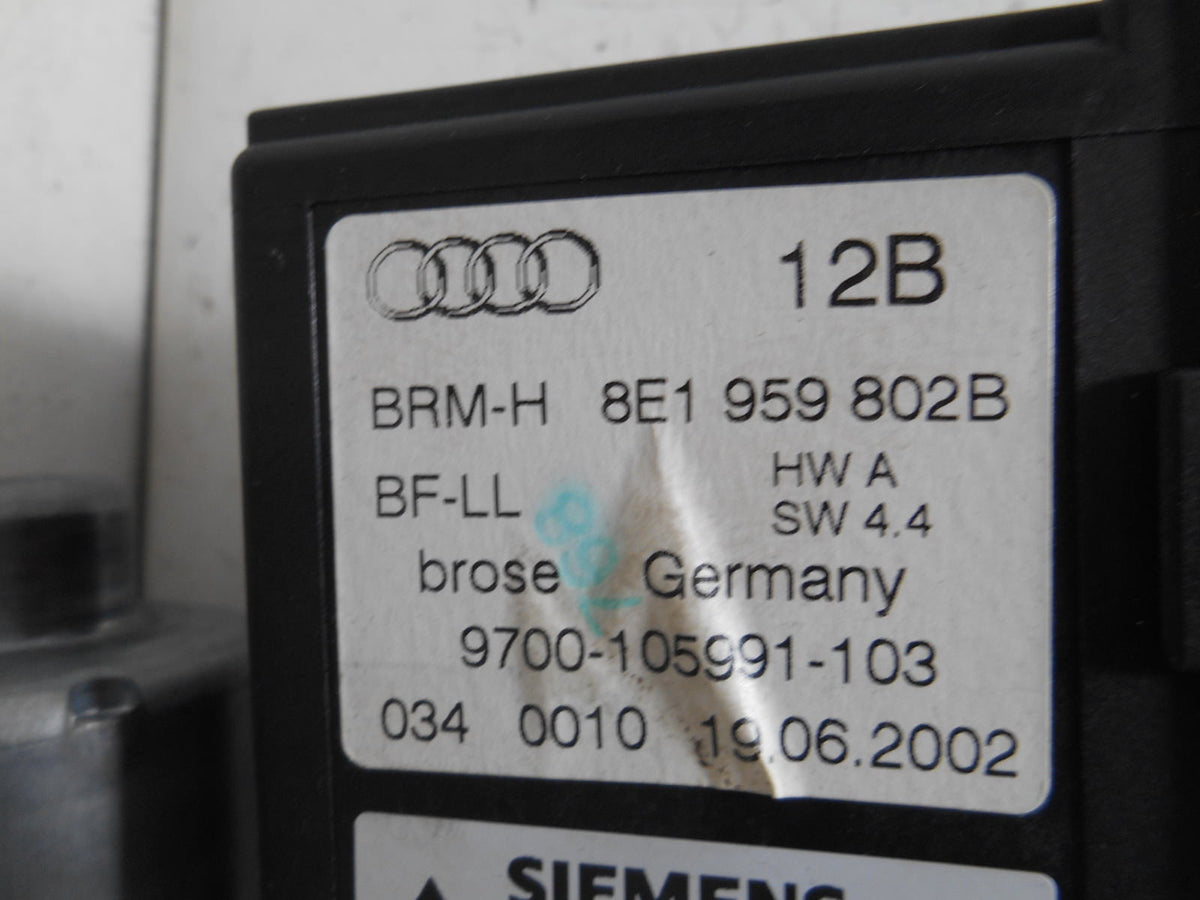 12B
BRM-H 8E1 959 802B
HW A
BF-LL
SW 4.4
brose Germany
9700-105991-103
034 0010 19.06.2002
SIEMENS